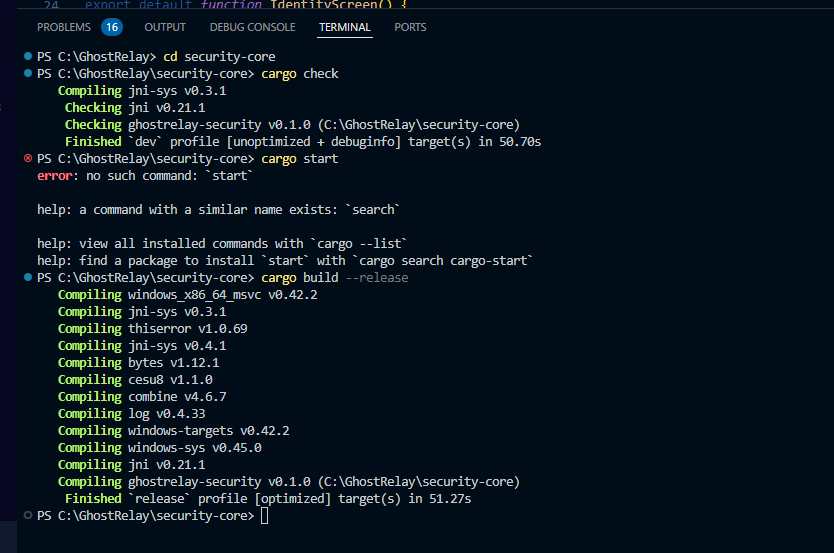 24 export default function IdentityScreen() {
PROBLEMS 16 OUTPUT DEBUG CONSOLE TERMINAL PORTS
PS C:\GhostRelay> cd security-core
PS C:\GhostRelay\security-core> cargo check
Compiling jni-sys v0.3.1
Checking jni v0.21.1
Checking ghostrelay-security v0.1.0 (C:\GhostRelay\security-core)
Finished `dev` profile [unoptimized + debuginfo] target(s) in 50.70s
PS C:\GhostRelay\security-core> cargo start
error: no such command: `start`
help: a command with a similar name exists: `search`
help: view all installed commands with `cargo --list`
help: find a package to install `start` with `cargo search cargo-start`
PS C:\GhostRelay\security-core> cargo build --release
Compiling windows_x86_64_msvc v0.42.2
Compiling jni-sys v0.3.1
Compiling thiserror v1.0.69
Compiling jni-sys v0.4.1
Compiling bytes v1.12.1
Compiling cesu8 v1.1.0
Compiling combine v4.6.7
Compiling log v0.4.33
Compiling windows-targets v0.42.2
Compiling windows-sys v0.45.0
Compiling jni v0.21.1
Compiling ghostrelay-security v0.1.0 (C:\GhostRelay\security-core)
Finished `release` profile [optimized] target(s) in 51.27s
PS C:\GhostRelay\security-core>